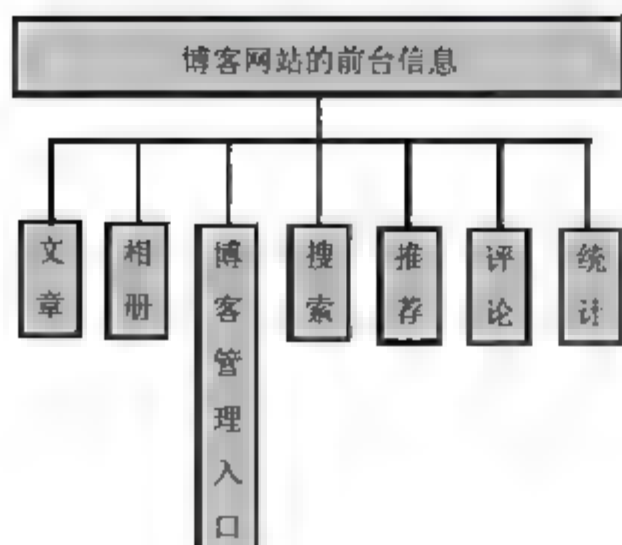 博客网站的前台信息
文章
相册
博客管理入口
搜索
推荐
评论
统计